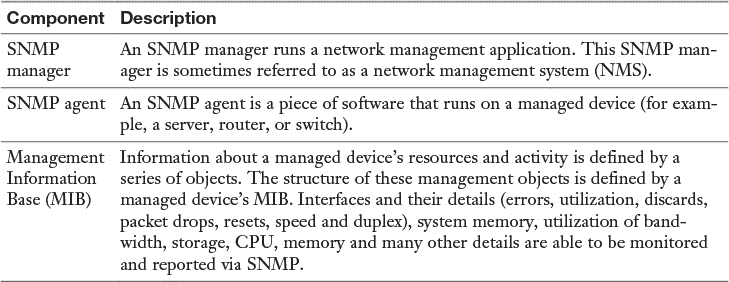 Component Description
SNMP manager An SNMP manager runs a network management application. This SNMP man-
ager is sometimes referred to as a network management system (NMS).
SNMP agent An SNMP agent is a piece of software that runs on a managed device (for exam-
ple, a server, router, or switch).
Management Information Base (MIB) Information about a managed device's resources and activity is defined by a
series of objects. The structure of these management objects is defined by a
managed device's MIB. Interfaces and their details (errors, utilization, discards,
packet drops, resets, speed and duplex), system memory, utilization of band-
width, storage, CPU, memory and many other details are able to be monitored
and reported via SNMP.